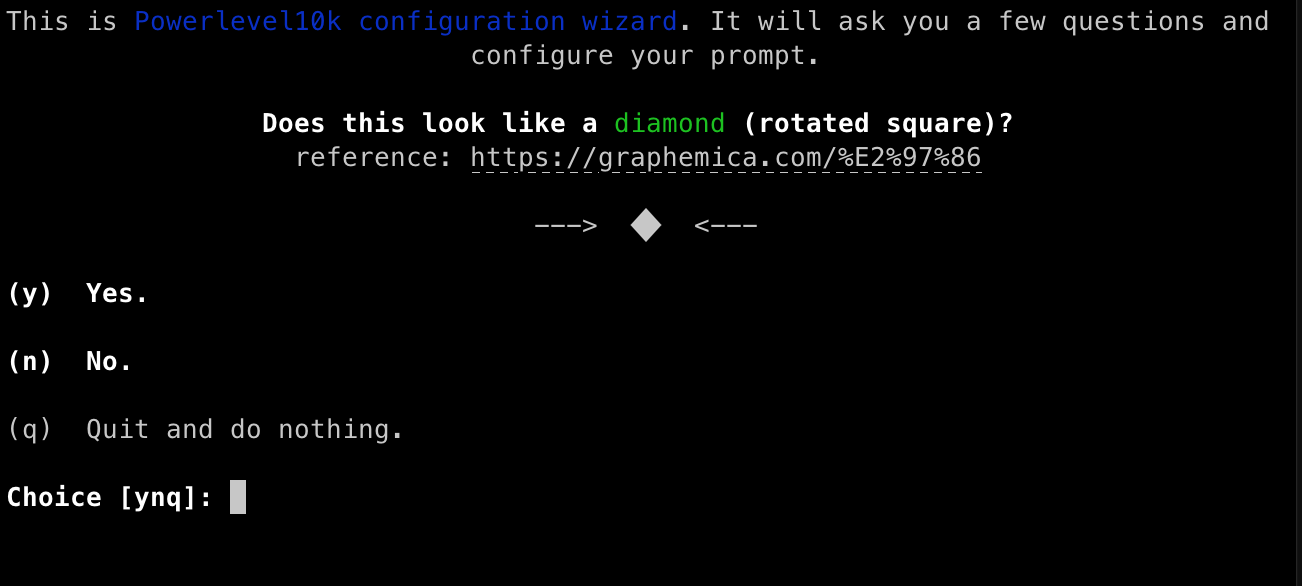 This is Powerlevel10k configuration wizard. It will ask you a few questions and
configure your prompt.
Does this look like a diamond (rotated square)?
reference: https://graphemica.com/%E2%97%86
---> ◆ <---
(y) Yes.
(n) No.
(q) Quit and do nothing.
Choice [ynq]: